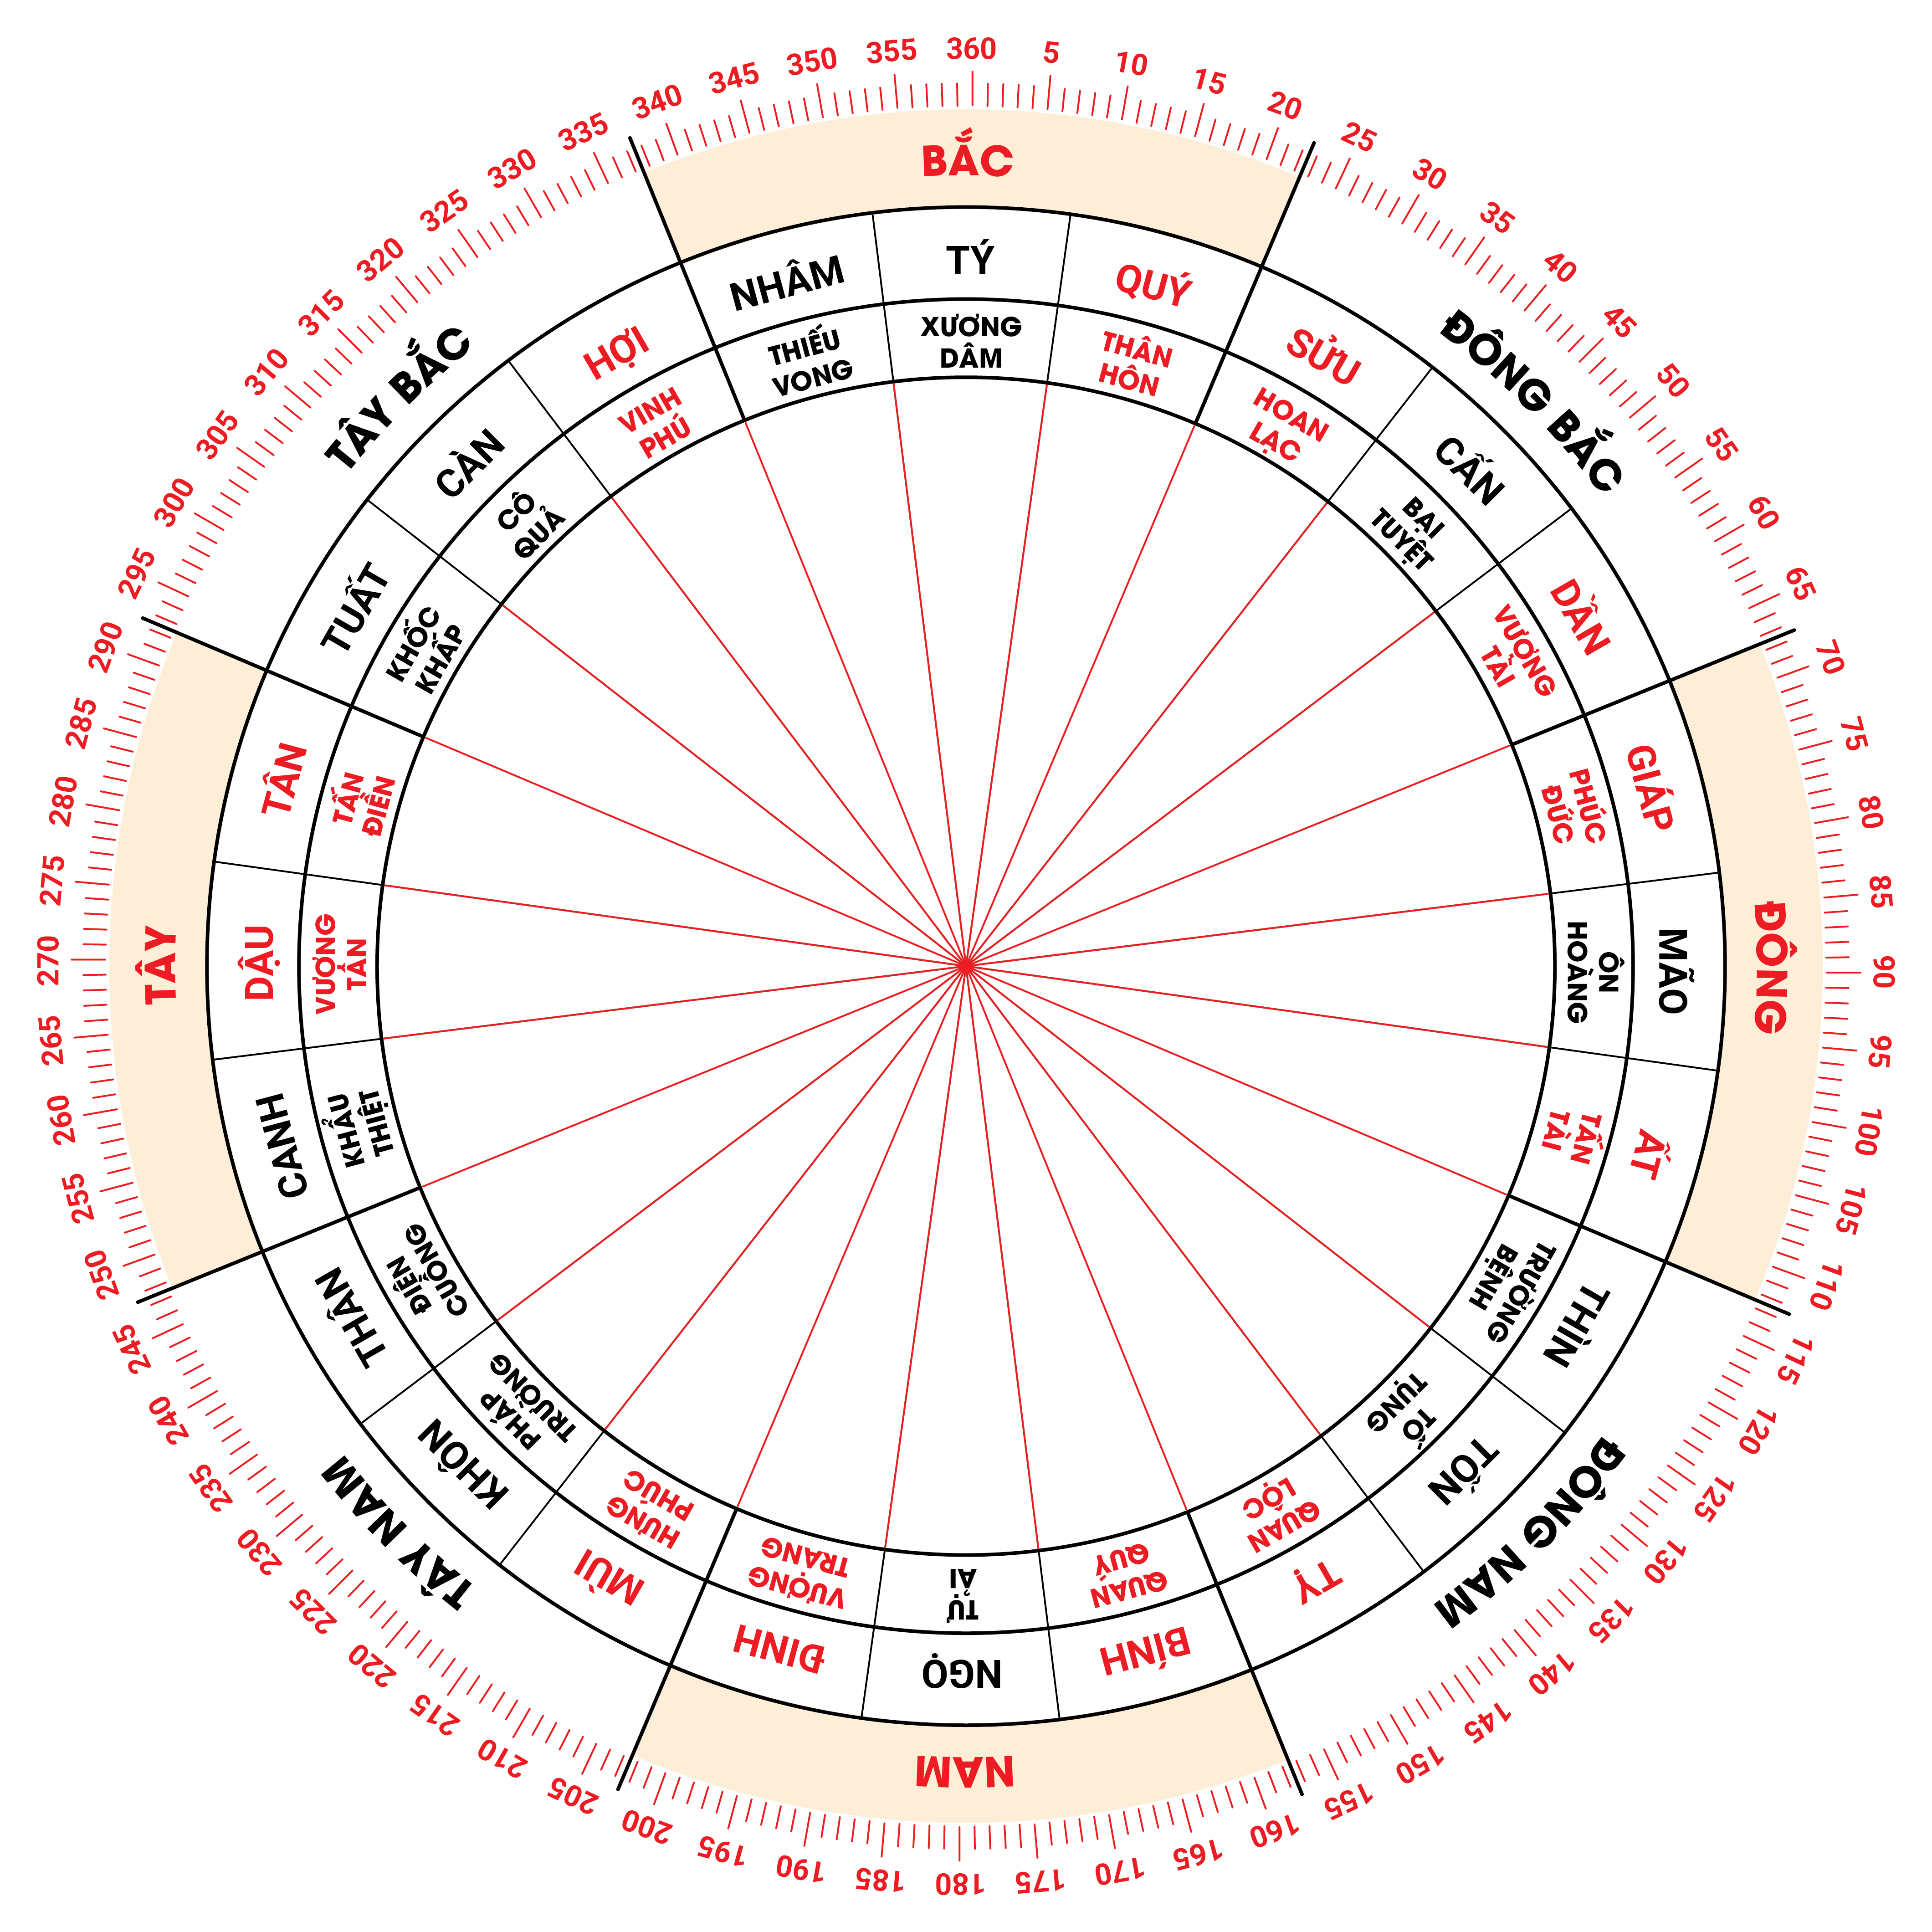 360
5
10
15
20
25
30
35
40
45
50
55
60
65
70
75
80
85
90
95
100
105
110
115
120
125
130
135
140
145
150
155
160
165
170
175
180
185
190
195
200
205
210
215
220
225
230
235
240
245
250
255
260
265
270
275
280
285
290
295
300
305
310
315
320
325
330
335
340
345
350
355
BẮC
ĐÔNG BẮC
ĐÔNG
ĐÔNG NAM
NAM
TÂY NAM
TÂY
TÂY BẮC
NHÂM
TÝ
QUÝ
SỬU
CẤN
DẦN
GIÁP
MÃO
ẤT
THÌN
TỐN
TỴ
BÍNH
NGỌ
ĐINH
MÙI
KHÔN
THÂN
CANH
DẬU
TÂN
TUẤT
CÀN
HỢI
THIẾU
VONG
XƯƠNG
DÂM
THÂN
HÔN
HOAN
LẠC
BẠI
TUYỆT
VƯỢNG
TÀI
PHÚC
ĐỨC
ÔN
HOÀNG
TẤN
TÀI
TRƯỜNG
BỆNH
TỐ
TỤNG
QUAN
LỘC
QUAN
QUÝ
TỰ
ẢI
VƯỢNG
TRANG
HƯNG
PHÚC
PHÁP
TRƯỜNG
ĐIÊN
CUỒNG
KHẨU
THIỆT
VƯỢNG
TẤN
TẤN
ĐIỀN
KHỐC
KHẤP
CÔ
QUẢ
VINH
PHÚ